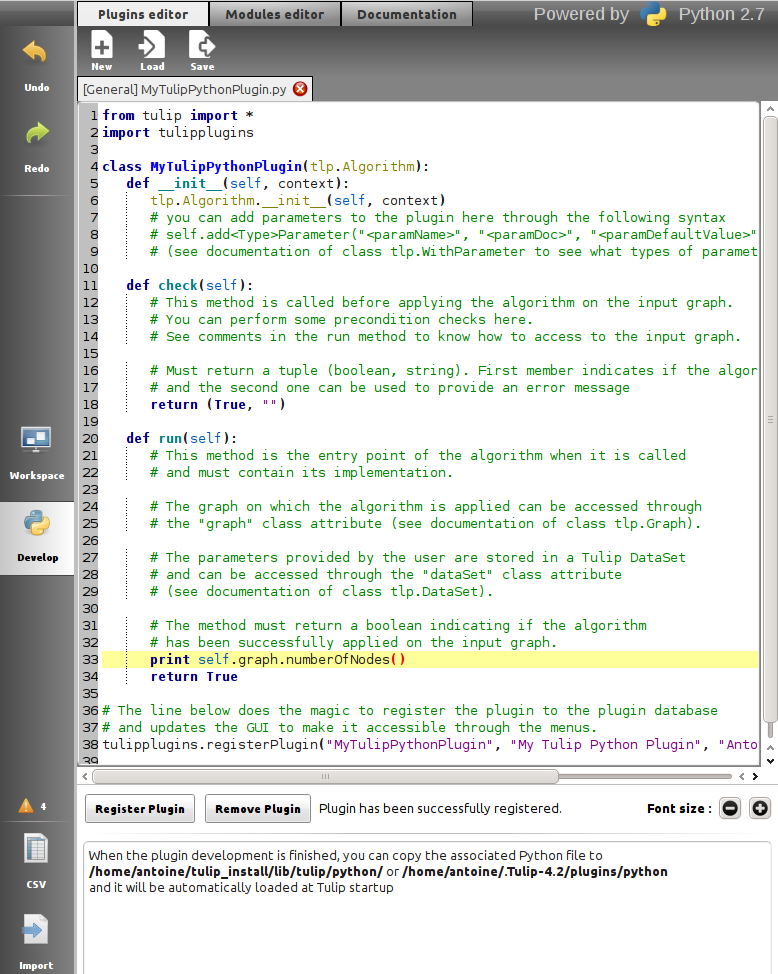 Plugins editor Modules editor Documentation Powered by Python 2.7
New Load Save
Undo
Redo
[General] MyTulipPythonPlugin.py
1 from tulip import *
2 import tulipplugins
3
4 class MyTulipPythonPlugin(tlp.Algorithm):
5 def __init__(self, context):
6 tlp.Algorithm.__init__(self, context)
7 # you can add parameters to the plugin here through the following syntax
8 # self.add<Type>Parameter("<paramName>", "<paramDoc>", "<paramDefaultValue>"
9 # (see documentation of class tlp.WithParameter to see what types of paramet
10
11 def check(self):
12 # This method is called before applying the algorithm on the input graph.
13 # You can perform some precondition checks here.
14 # See comments in the run method to know how to access to the input graph.
15
16 # Must return a tuple (boolean, string). First member indicates if the algor
17 # and the second one can be used to provide an error message
18 return (True, "")
19
20 def run(self):
21 # This method is the entry point of the algorithm when it is called
22 # and must contain its implementation.
23
24 # The graph on which the algorithm is applied can be accessed through
25 # the "graph" class attribute (see documentation of class tlp.Graph).
26
27 # The parameters provided by the user are stored in a Tulip DataSet
28 # and can be accessed through the "dataSet" class attribute
29 # (see documentation of class tlp.DataSet).
30
31 # The method must return a boolean indicating if the algorithm
32 # has been successfully applied on the input graph.
33 print self.graph.numberOfNodes()
34 return True
35
36 # The line below does the magic to register the plugin to the plugin database
37 # and updates the GUI to make it accessible through the menus.
38 tulipplugins.registerPlugin("MyTulipPythonPlugin", "My Tulip Python Plugin", "Anto
39
Workspace
Develop
4
CSV
Import
Register Plugin Remove Plugin Plugin has been successfully registered. Font size :
When the plugin development is finished, you can copy the associated Python file to
/home/antoine/tulip_install/lib/tulip/python/ or /home/antoine/.Tulip-4.2/plugins/python
and it will be automatically loaded at Tulip startup